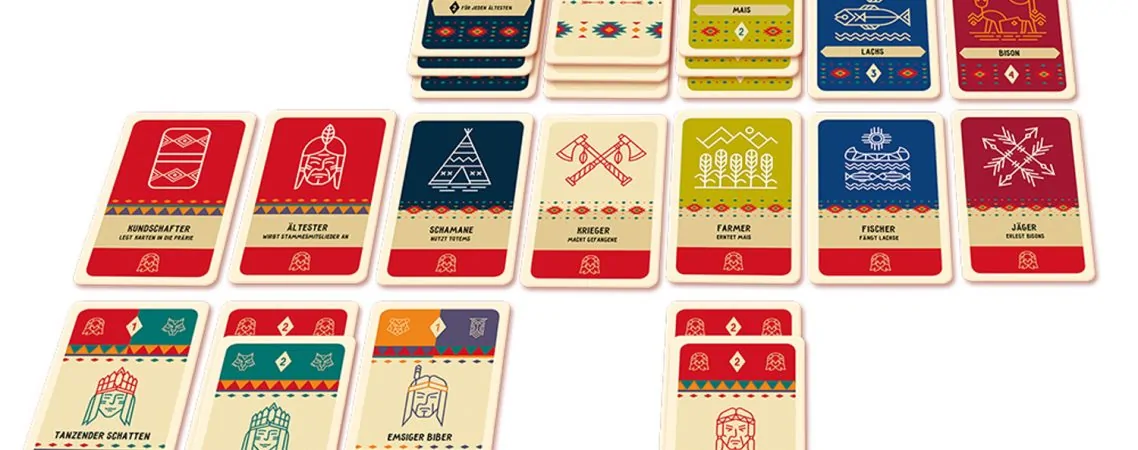 2 FÜR JEDEN ÄLTESTEN
MAIS
2
LACHS
3
BISON
4
KUNDSCHAFTER
LEGT KARTEN IN DIE PRÄRIE
ÄLTESTER
WIRBT STAMMESMITGLIEDER AN
SCHAMANE
NUTZT TOTEMS
KRIEGER
MACHT GEFANGENE
FARMER
ERNTET MAIS
FISCHER
FÄNGT LACHSE
JÄGER
ERLEGT BISONS
1
2
2
1
2
2
TANZENDER SCHATTEN
EMSIGER BIBER